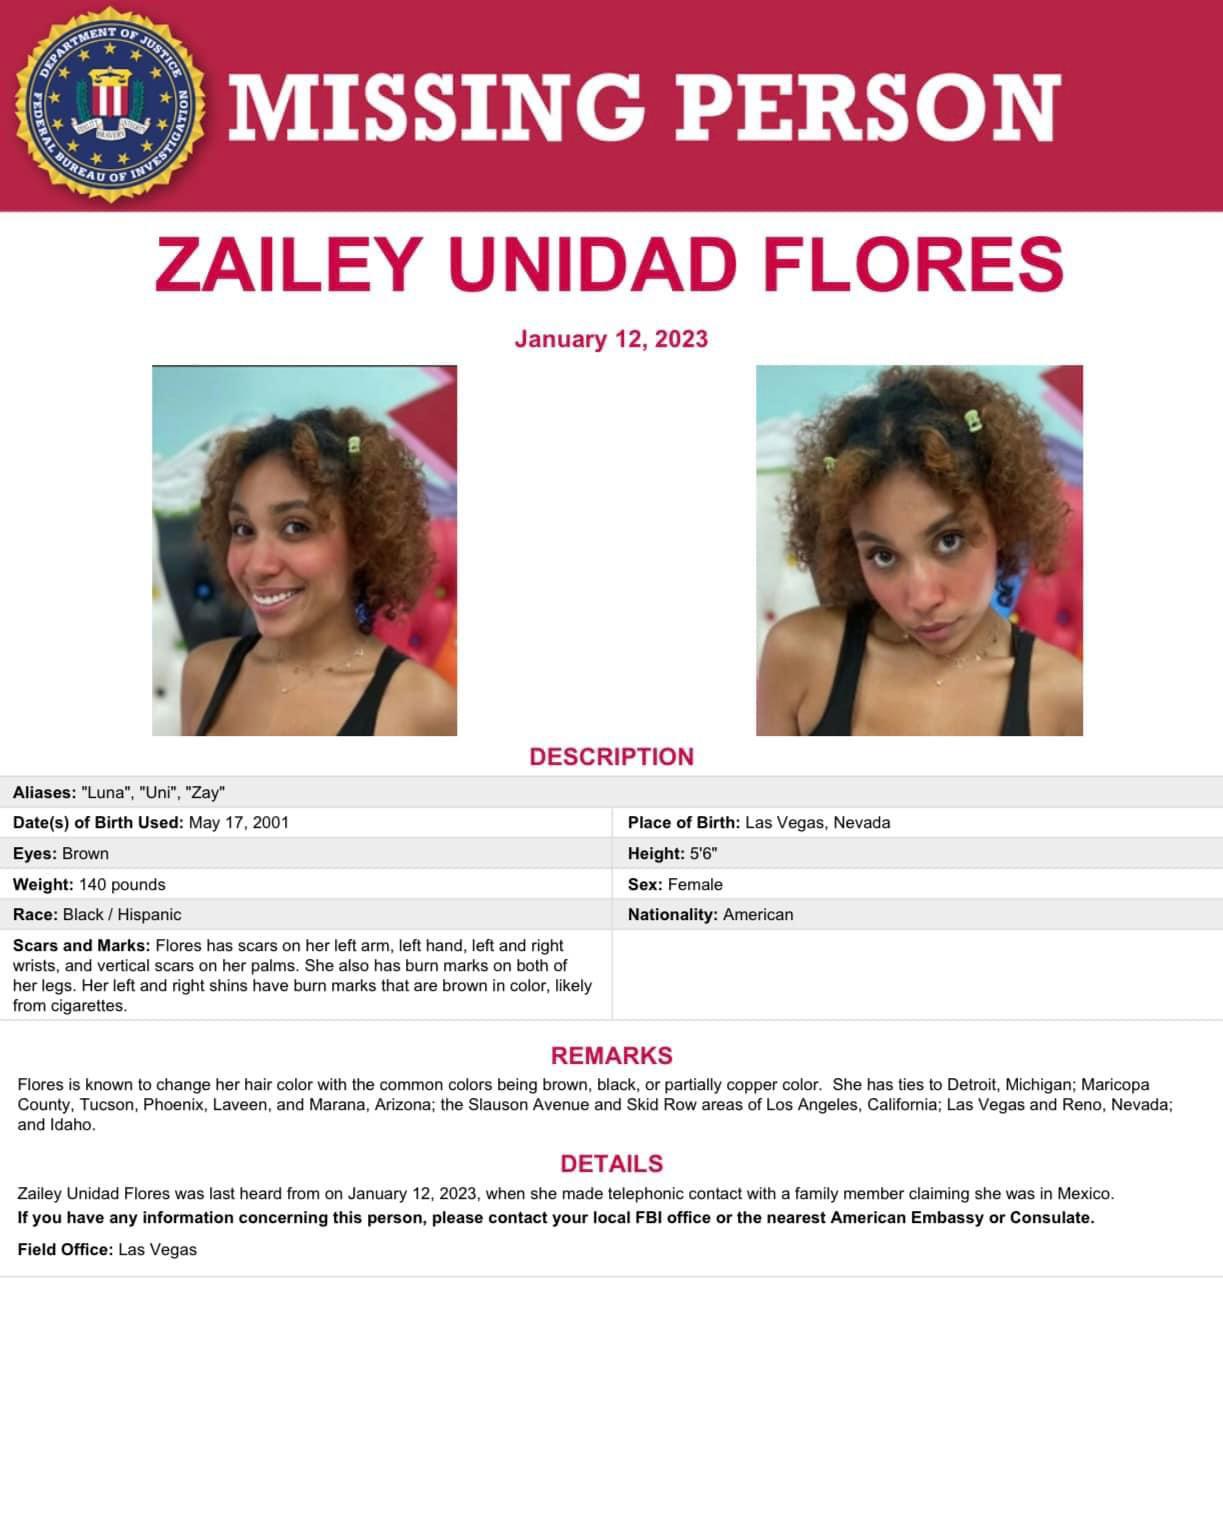 DEPARTMENT OF JUSTICE
FEDERAL BUREAU OF INVESTIGATION
MISSING PERSON
ZAILEY UNIDAD FLORES
January 12, 2023
DESCRIPTION
Aliases: "Luna", "Uni", "Zay"
Date(s) of Birth Used: May 17, 2001
Place of Birth: Las Vegas, Nevada
Eyes: Brown
Height: 5'6"
Weight: 140 pounds
Sex: Female
Race: Black / Hispanic
Nationality: American
Scars and Marks: Flores has scars on her left arm, left hand, left and right
wrists, and vertical scars on her palms. She also has burn marks on both of
her legs. Her left and right shins have burn marks that are brown in color, likely
from cigarettes.
REMARKS
Flores is known to change her hair color with the common colors being brown, black, or partially copper color.  She has ties to Detroit, Michigan; Maricopa
County, Tucson, Phoenix, Laveen, and Marana, Arizona; the Slauson Avenue and Skid Row areas of Los Angeles, California; Las Vegas and Reno, Nevada;
and Idaho.
DETAILS
Zailey Unidad Flores was last heard from on January 12, 2023, when she made telephonic contact with a family member claiming she was in Mexico.
If you have any information concerning this person, please contact your local FBI office or the nearest American Embassy or Consulate.
Field Office: Las Vegas